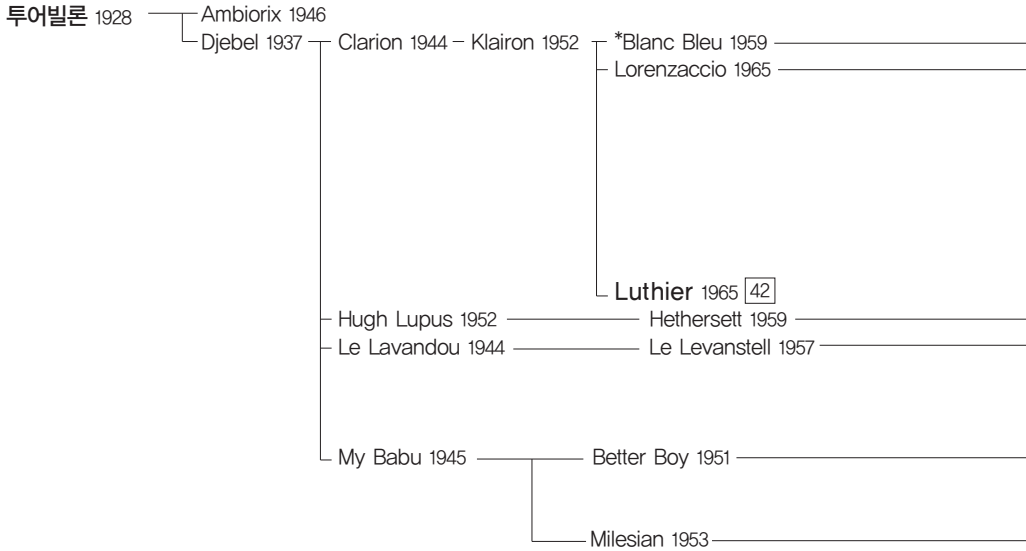 투어빌론 1928 Ambiorix 1946
Djebel 1937 Clarion 1944 Klairon 1952 *Blanc Bleu 1959
Lorenzaccio 1965
Luthier 1965 42
Hugh Lupus 1952 Hethersett 1959
Le Lavandou 1944 Le Levanstell 1957
My Babu 1945 Better Boy 1951
Milesian 1953